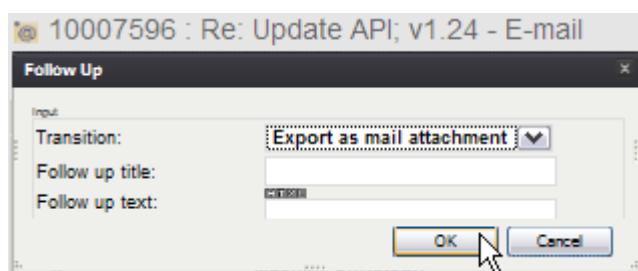 10007596 : Re: Update API; v1.24 - E-mail
Follow Up
Input
Transition:
Export as mail attachment
Follow up title:
Follow up text:
HTML
OK
Cancel